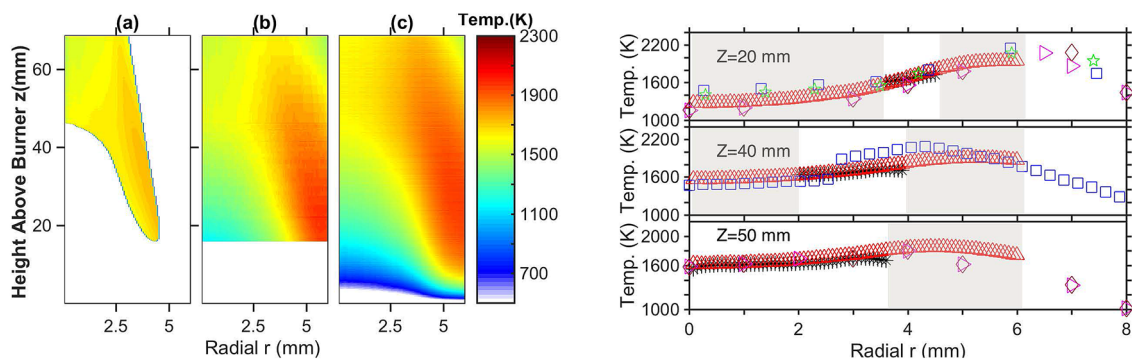 (a) (b) (c) Temp.(K)
Height Above Burner z(mm)
60
40
20
2.5 5 2.5 5 2.5 5
Radial r (mm)
2300
1900
1500
1100
700
Temp. (K)
2200
1600
1000
Z=20 mm
Temp. (K)
2200
1600
1000
Z=40 mm
Temp. (K)
2000
1600
1000
Z=50 mm
0 2 4 6 8
Radial r (mm)